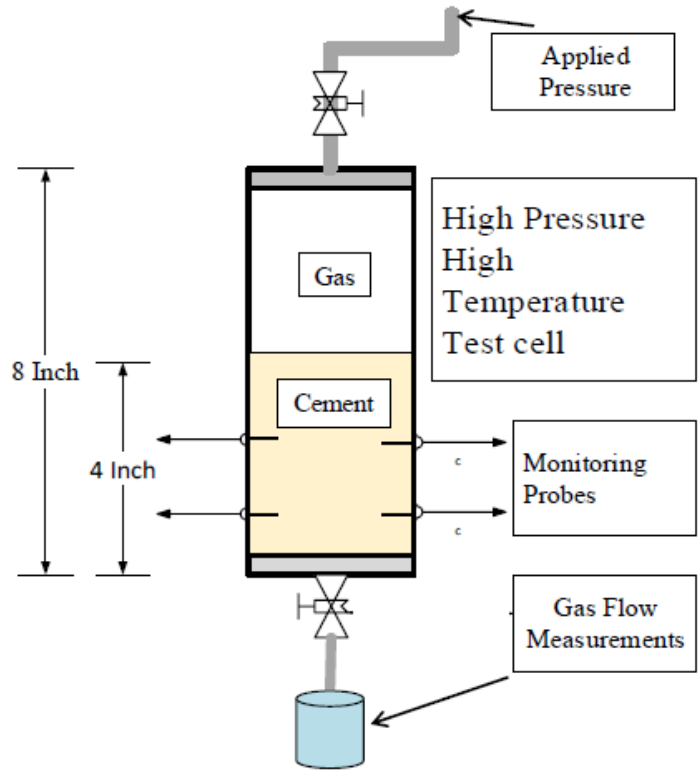 Applied
Pressure
High Pressure
High
Temperature
Test cell
Gas
8 Inch
Cement
4 Inch
c
Monitoring
Probes
c
Gas Flow
Measurements